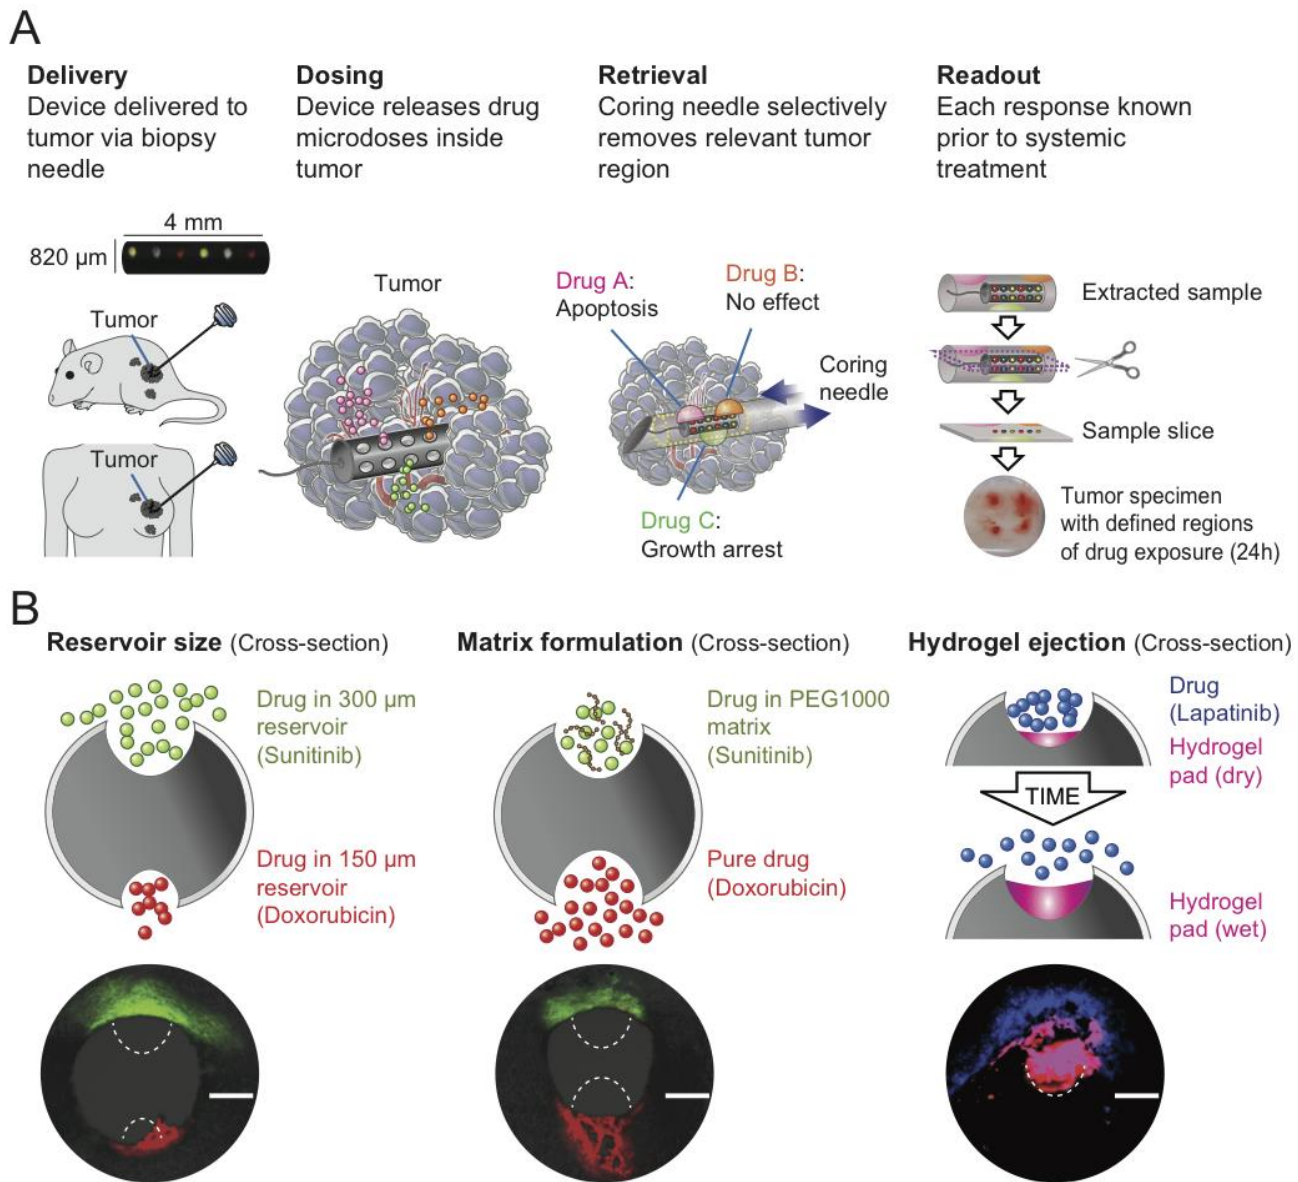 A
Delivery
Device delivered to
tumor via biopsy
needle
Dosing
Device releases drug
microdoses inside
tumor
Retrieval
Coring needle selectively
removes relevant tumor
region
Readout
Each response known
prior to systemic
treatment
4 mm
820 µm
Tumor
Tumor
Tumor
Drug A:
Apoptosis
Drug B:
No effect
Coring
needle
Drug C:
Growth arrest
Extracted sample
Sample slice
Tumor specimen
with defined regions
of drug exposure (24h)
B
Reservoir size (Cross-section)
Drug in 300 µm
reservoir
(Sunitinib)
Drug in 150 µm
reservoir
(Doxorubicin)
Matrix formulation (Cross-section)
Drug in PEG1000
matrix
(Sunitinib)
Pure drug
(Doxorubicin)
Hydrogel ejection (Cross-section)
Drug
(Lapatinib)
Hydrogel
pad (dry)
TIME
Hydrogel
pad (wet)